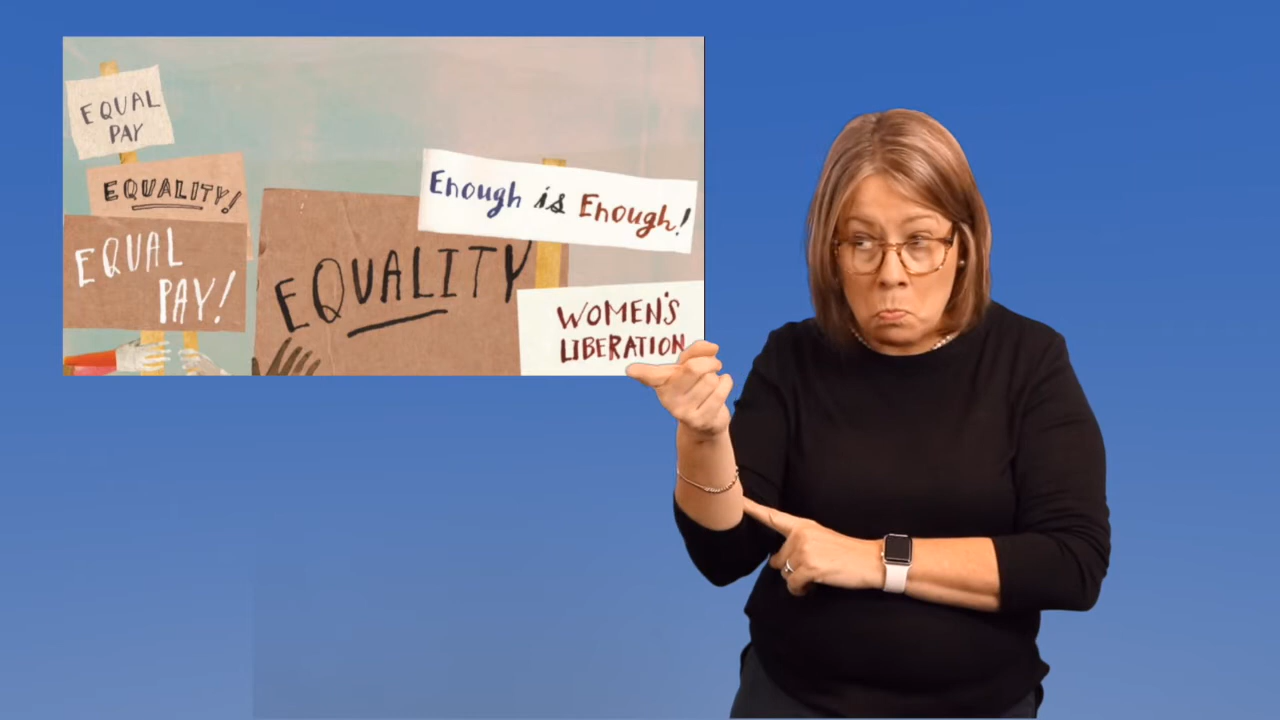 EQUAL
PAY
EQUALITY!
EQUAL
PAY!
EQUALITY
Enough is Enough!
WOMEN'S
LIBERATION